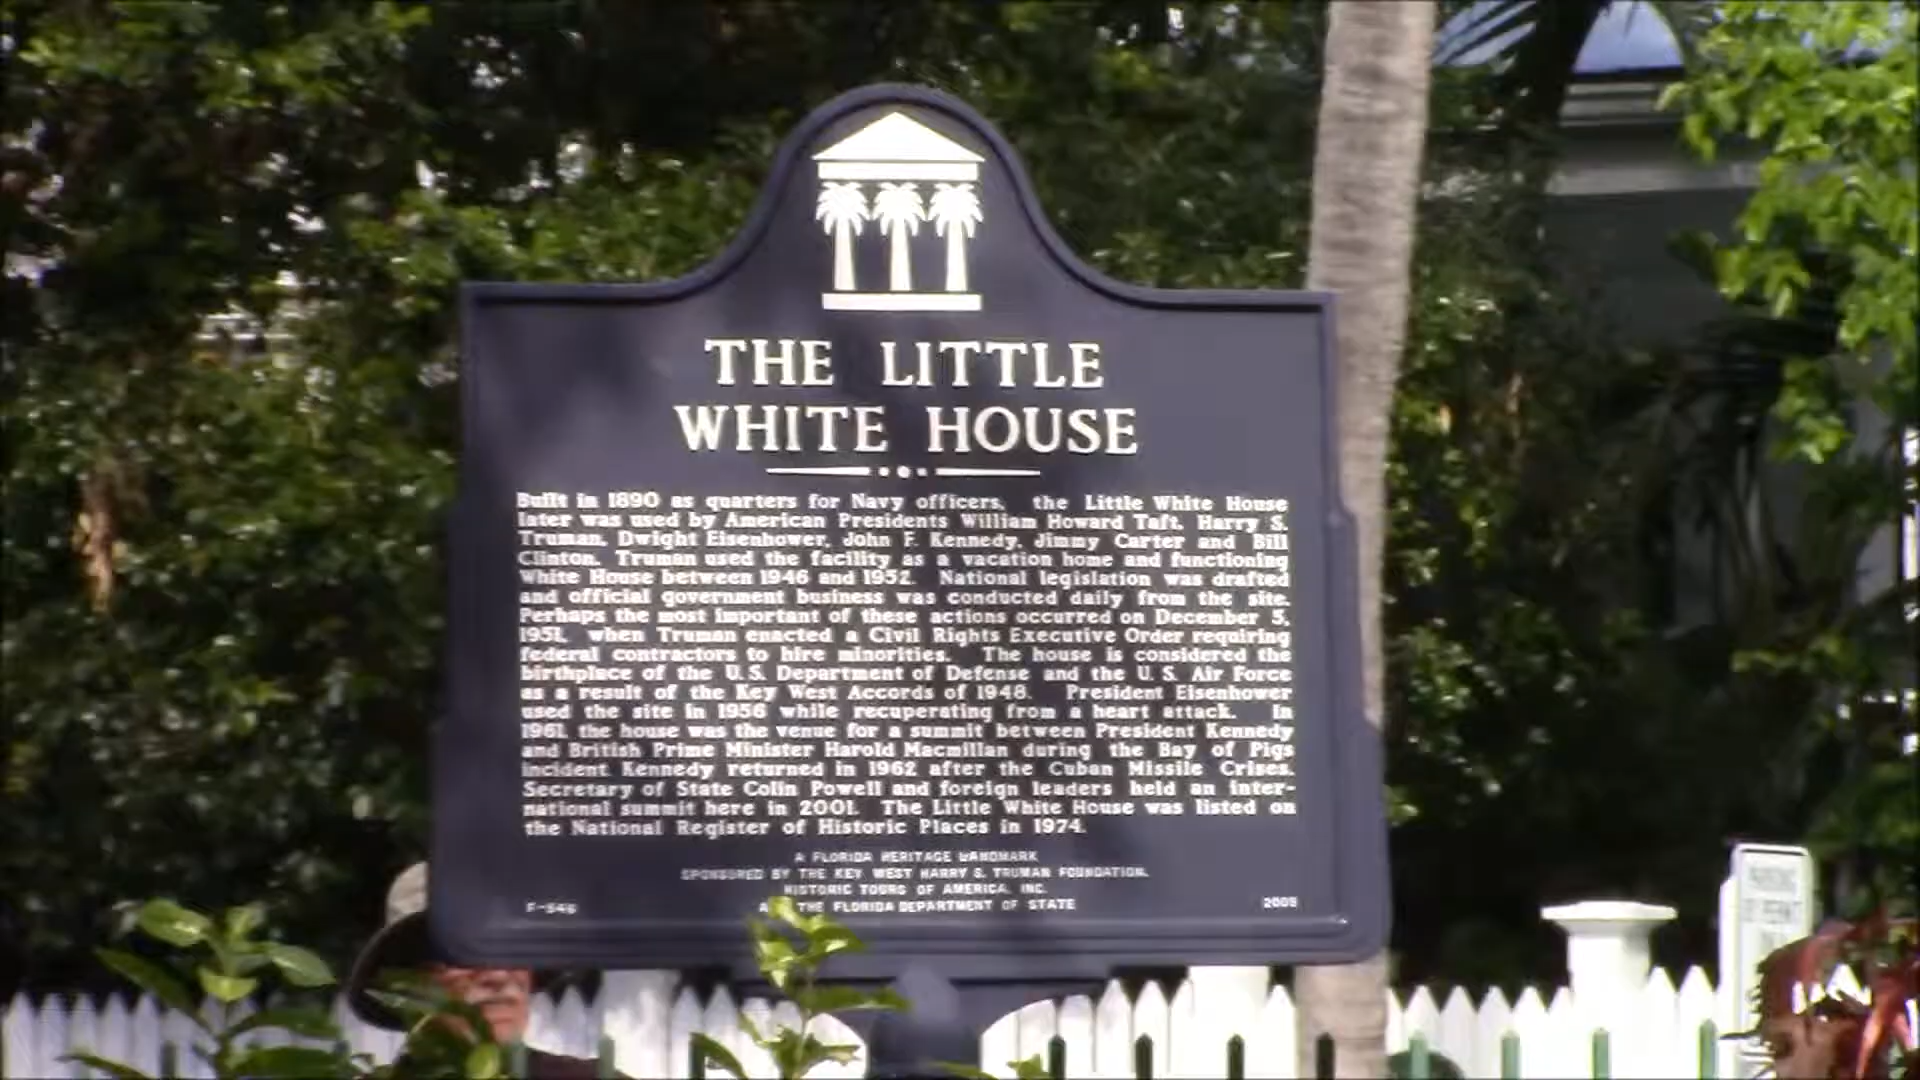 THE LITTLE
WHITE HOUSE
Built in 1890 as quarters for Navy officers, the Little White House
later was used by American Presidents William Howard Taft, Harry S.
Truman, Dwight Eisenhower, John F. Kennedy, Jimmy Carter and Bill
Clinton. Truman used the facility as a vacation home and functioning
White House between 1946 and 1952. National legislation was drafted
and official government business was conducted daily from the site.
Perhaps the most important of these actions occurred on December 5,
1951, when Truman enacted a Civil Rights Executive Order requiring
federal contractors to hire minorities. The house is considered the
birthplace of the U.S. Department of Defense and the U.S. Air Force
as a result of the Key West Accords of 1948. President Eisenhower
used the site in 1956 while recuperating from a heart attack. In
1961, the house was the venue for a summit between President Kennedy
and British Prime Minister Harold Macmillan during the Bay of Pigs
incident. Kennedy returned in 1962 after the Cuban Missile Crises.
Secretary of State Colin Powell and foreign leaders held an inter-
national summit here in 2001. The Little White House was listed on
the National Register of Historic Places in 1974.
A FLORIDA HERITAGE LANDMARK
SPONSORED BY THE KEY WEST HARRY S. TRUMAN FOUNDATION,
HISTORIC TOURS OF AMERICA, INC.
THE FLORIDA DEPARTMENT OF STATE
F-546